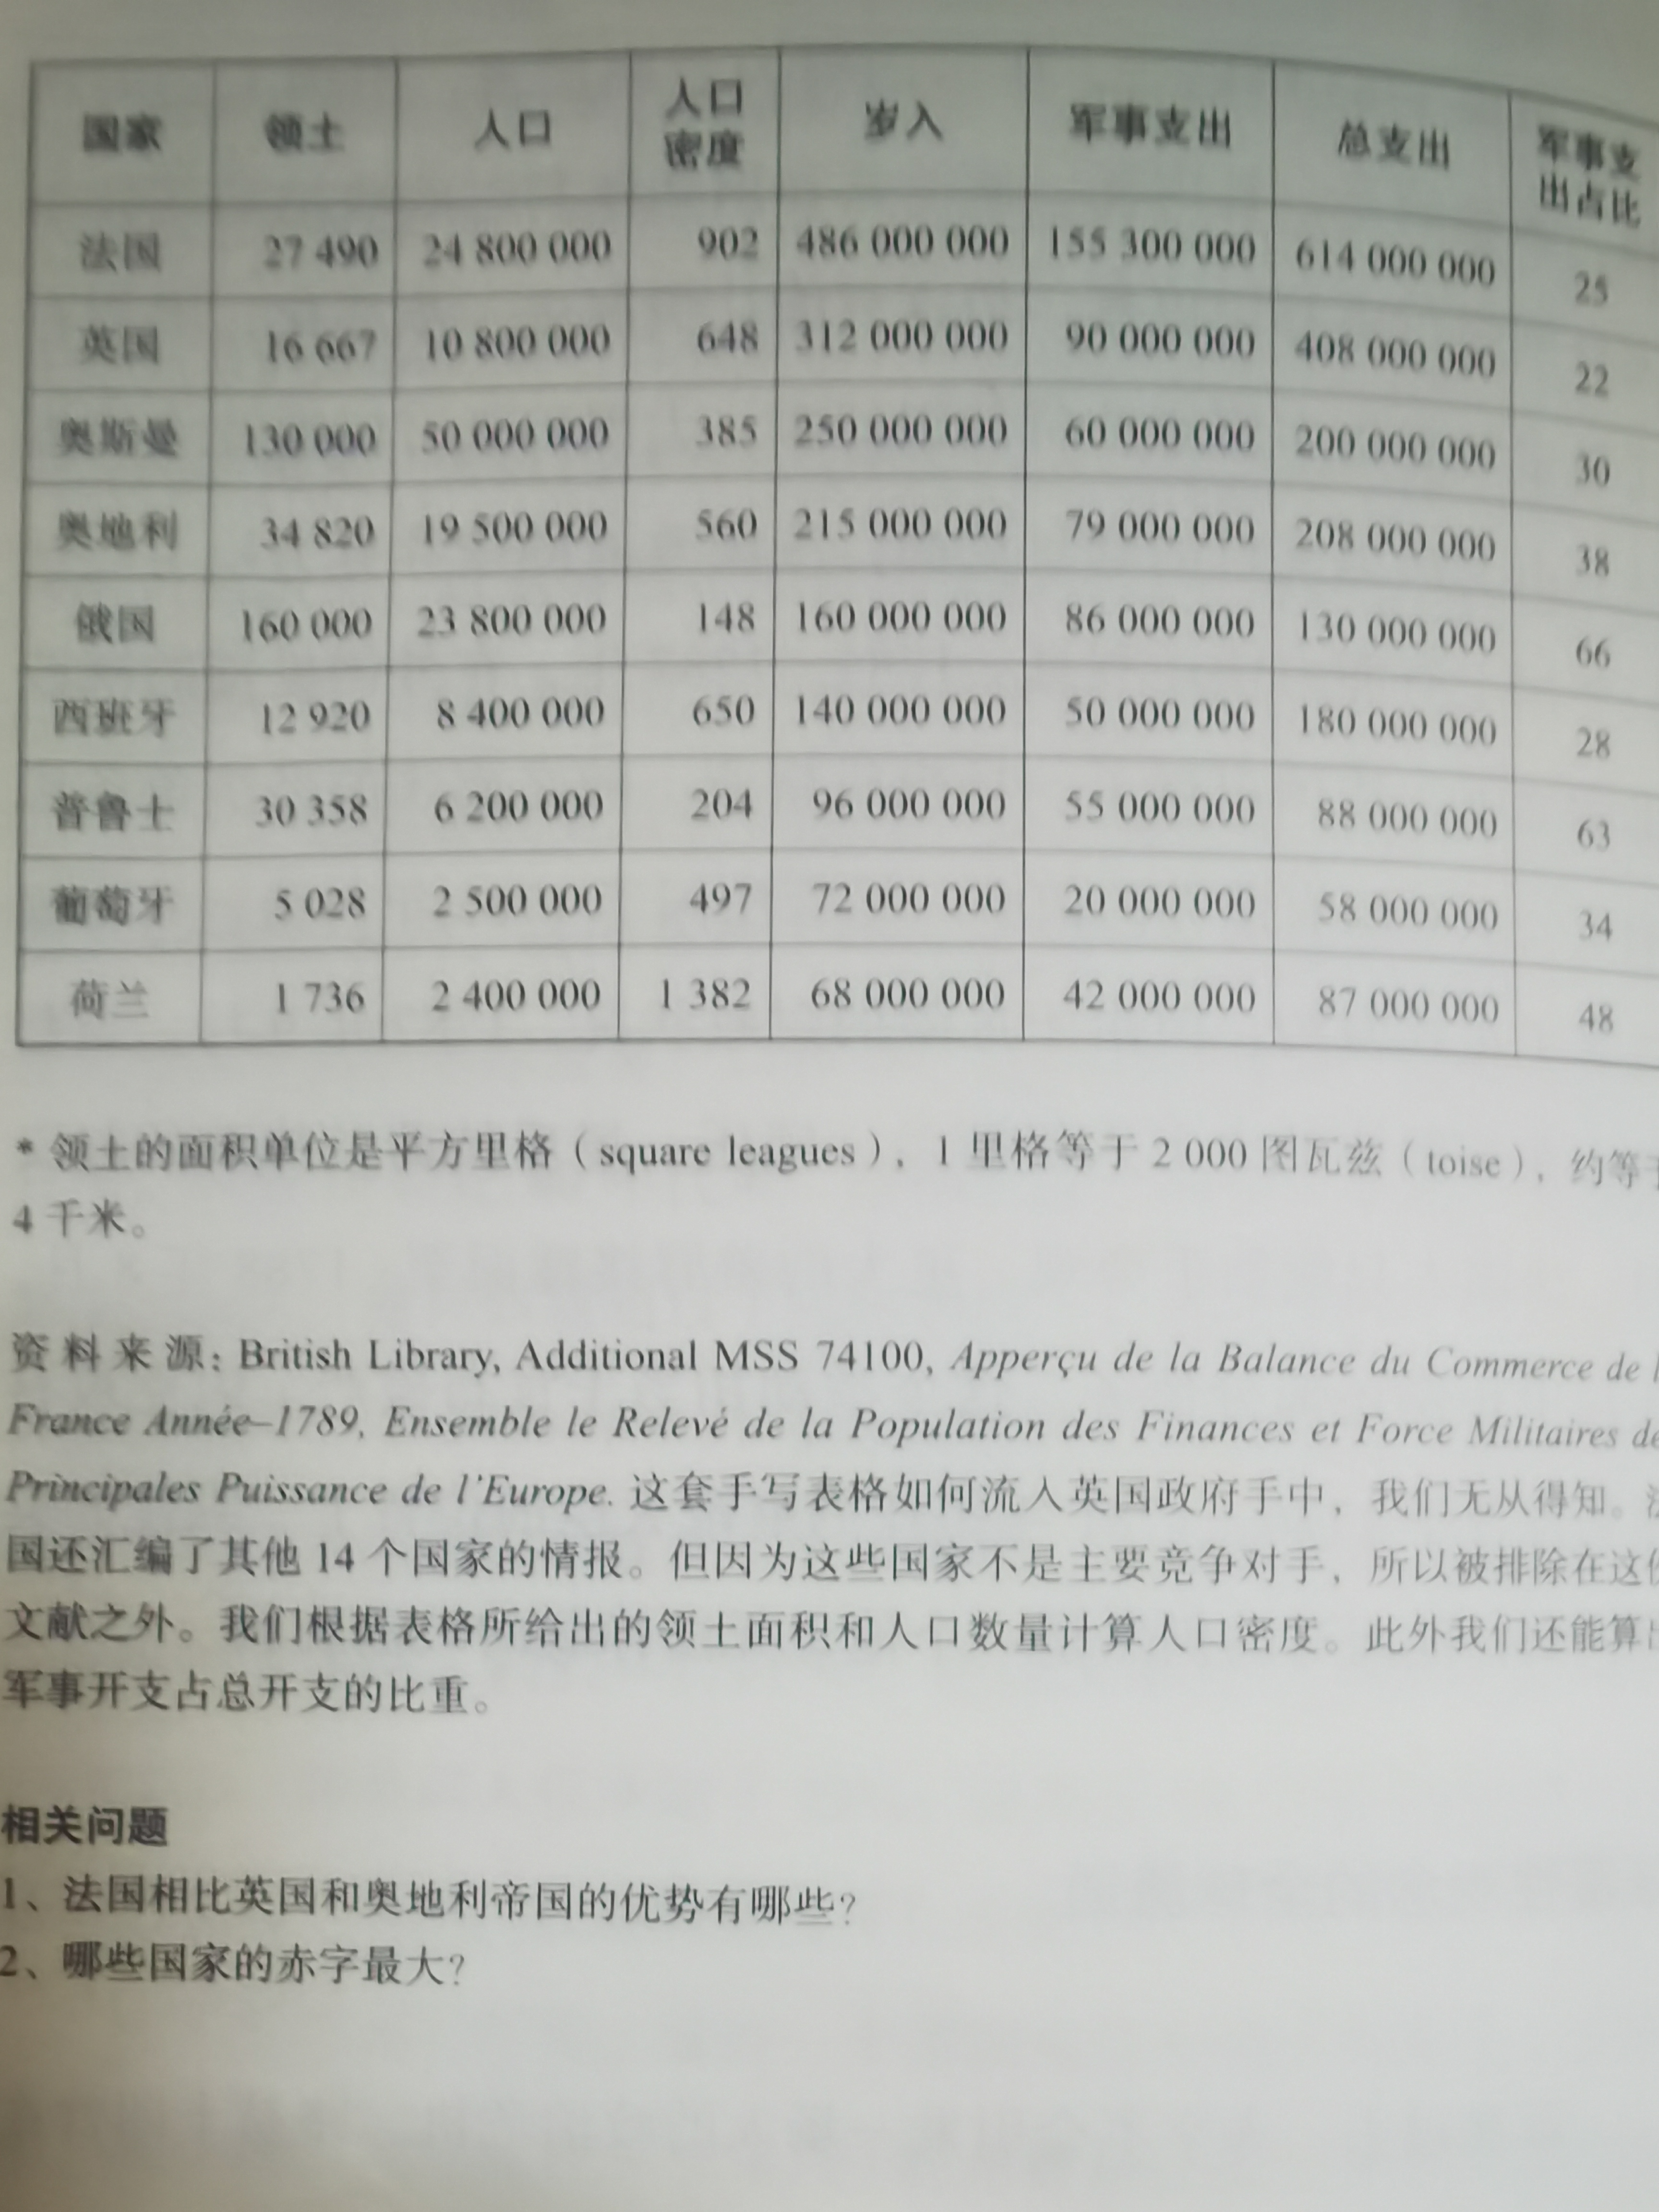 国家 领土 人口 人口密度 岁入 军事支出 总支出 军事支出占比
法国 27 490 24 800 000 902 486 000 000 155 300 000 614 000 000 25
英国 16 667 10 800 000 648 312 000 000 90 000 000 408 000 000 22
奥斯曼 130 000 50 000 000 385 250 000 000 60 000 000 200 000 000 30
奥地利 34 820 19 500 000 560 215 000 000 79 000 000 208 000 000 38
俄国 160 000 23 800 000 148 160 000 000 86 000 000 130 000 000 66
西班牙 12 920 8 400 000 650 140 000 000 50 000 000 180 000 000 28
普鲁士 30 358 6 200 000 204 96 000 000 55 000 000 88 000 000 63
葡萄牙 5 028 2 500 000 497 72 000 000 20 000 000 58 000 000 34
荷兰 1 736 2 400 000 1 382 68 000 000 42 000 000 87 000 000 48
* 领土的面积单位是平方里格（square leagues），1 里格等于 2 000 图瓦兹（toise），约等于
4 千米。
资料来源：British Library, Additional MSS 74100, Apperçu de la Balance du Commerce de
France Année–1789, Ensemble le Relevé de la Population des Finances et Force Militaires de
Principales Puissance de l'Europe. 这套手写表格如何流入英国政府手中，我们无从得知。
国还汇编了其他 14 个国家的情报。但因为这些国家不是主要竞争对手，所以被排除在这
文献之外。我们根据表格所给出的领土面积和人口数量计算人口密度。此外我们还能算
军事开支占总开支的比重。
相关问题
1、法国相比英国和奥地利帝国的优势有哪些？
2、哪些国家的赤字最大？